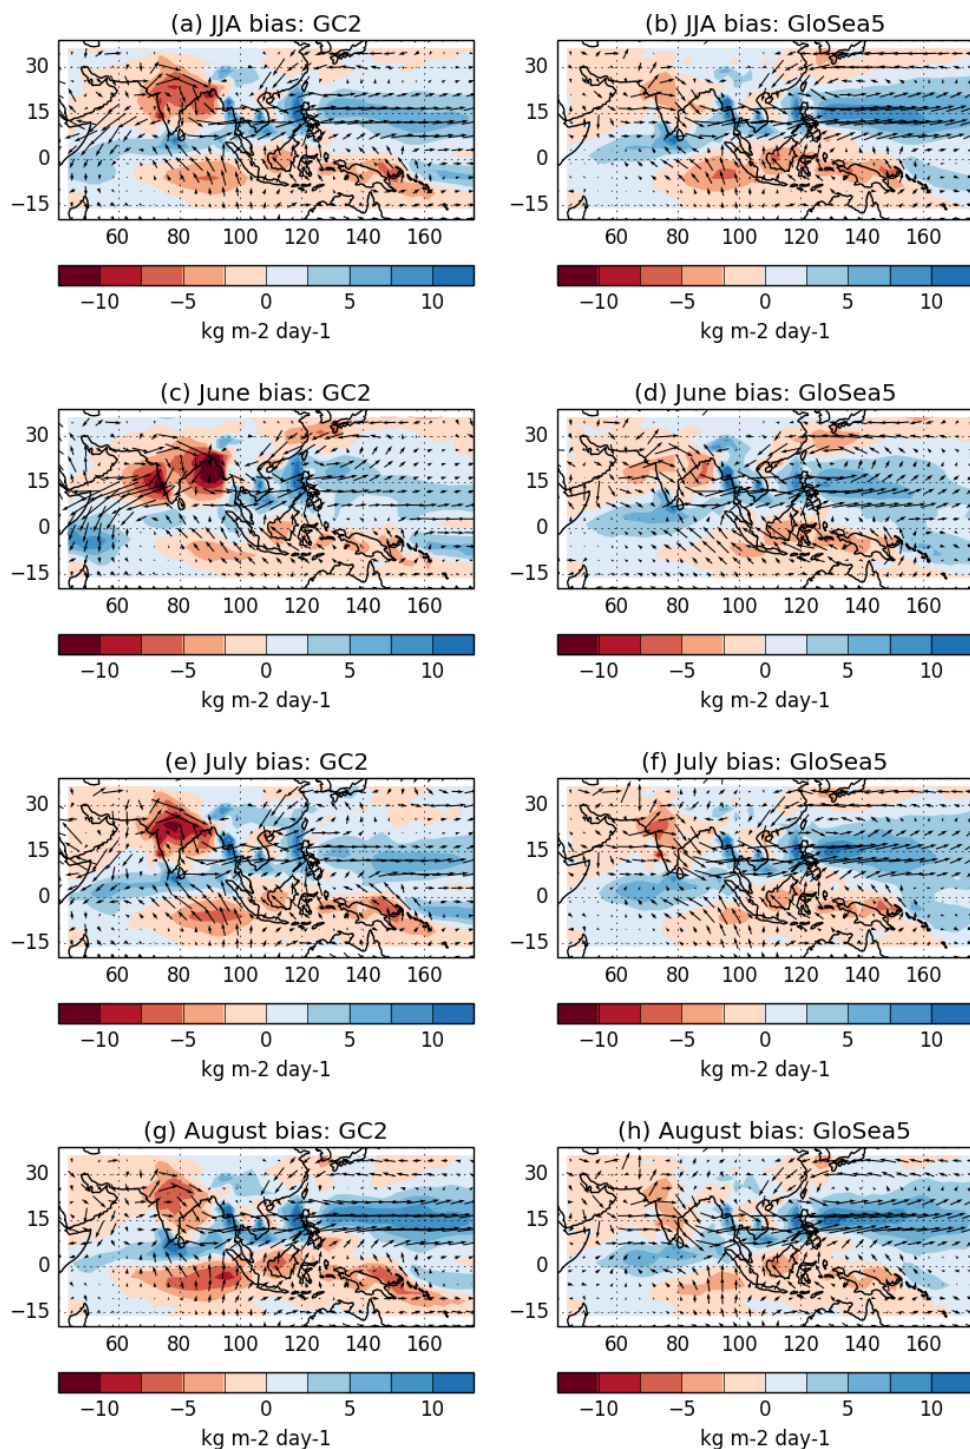 (a) JJA bias: GC2
(b) JJA bias: GloSea5
30
15
0
−15
60 80 100 120 140 160
60 80 100 120 140 160
−10 −5 0 5 10
−10 −5 0 5 10
kg m-2 day-1
kg m-2 day-1
(c) June bias: GC2
(d) June bias: GloSea5
30
15
0
−15
30
15
0
−15
60 80 100 120 140 160
60 80 100 120 140 160
−10 −5 0 5 10
−10 −5 0 5 10
kg m-2 day-1
kg m-2 day-1
(e) July bias: GC2
(f) July bias: GloSea5
30
15
0
−15
30
15
0
−15
60 80 100 120 140 160
60 80 100 120 140 160
−10 −5 0 5 10
−10 −5 0 5 10
kg m-2 day-1
kg m-2 day-1
(g) August bias: GC2
(h) August bias: GloSea5
30
15
0
−15
30
15
0
−15
60 80 100 120 140 160
60 80 100 120 140 160
−10 −5 0 5 10
−10 −5 0 5 10
kg m-2 day-1
kg m-2 day-1